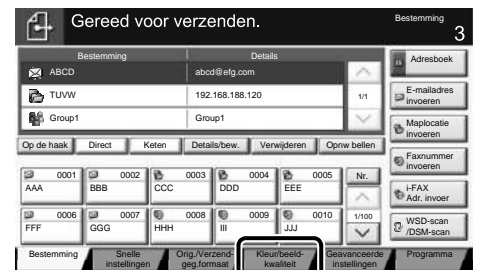 Gereed voor verzenden.
Bestemming
3
Bestemming Details
ABCD abcd@efg.com
TUVW 192.168.188.120
Group1 Group1
1/1
Adresboek
E-mailadres
invoeren
Maplocatie
invoeren
Faxnummer
invoeren
i-FAX
Adr. invoer
WSD-scan
/DSM-scan
Op de haak Direct Keten Details/bew. Verwijderen Opnw bellen
0001 0002 0003 0004 0005 Nr.
AAA BBB CCC DDD EEE
0006 0007 0008 0009 0010 1/100
FFF GGG HHH III JJJ
Bestemming
Snelle
instellingen
Orig./Verzend-
geg.formaat
Kleur/beeld-
kwaliteit
Geavanceerde
instellingen
Programma